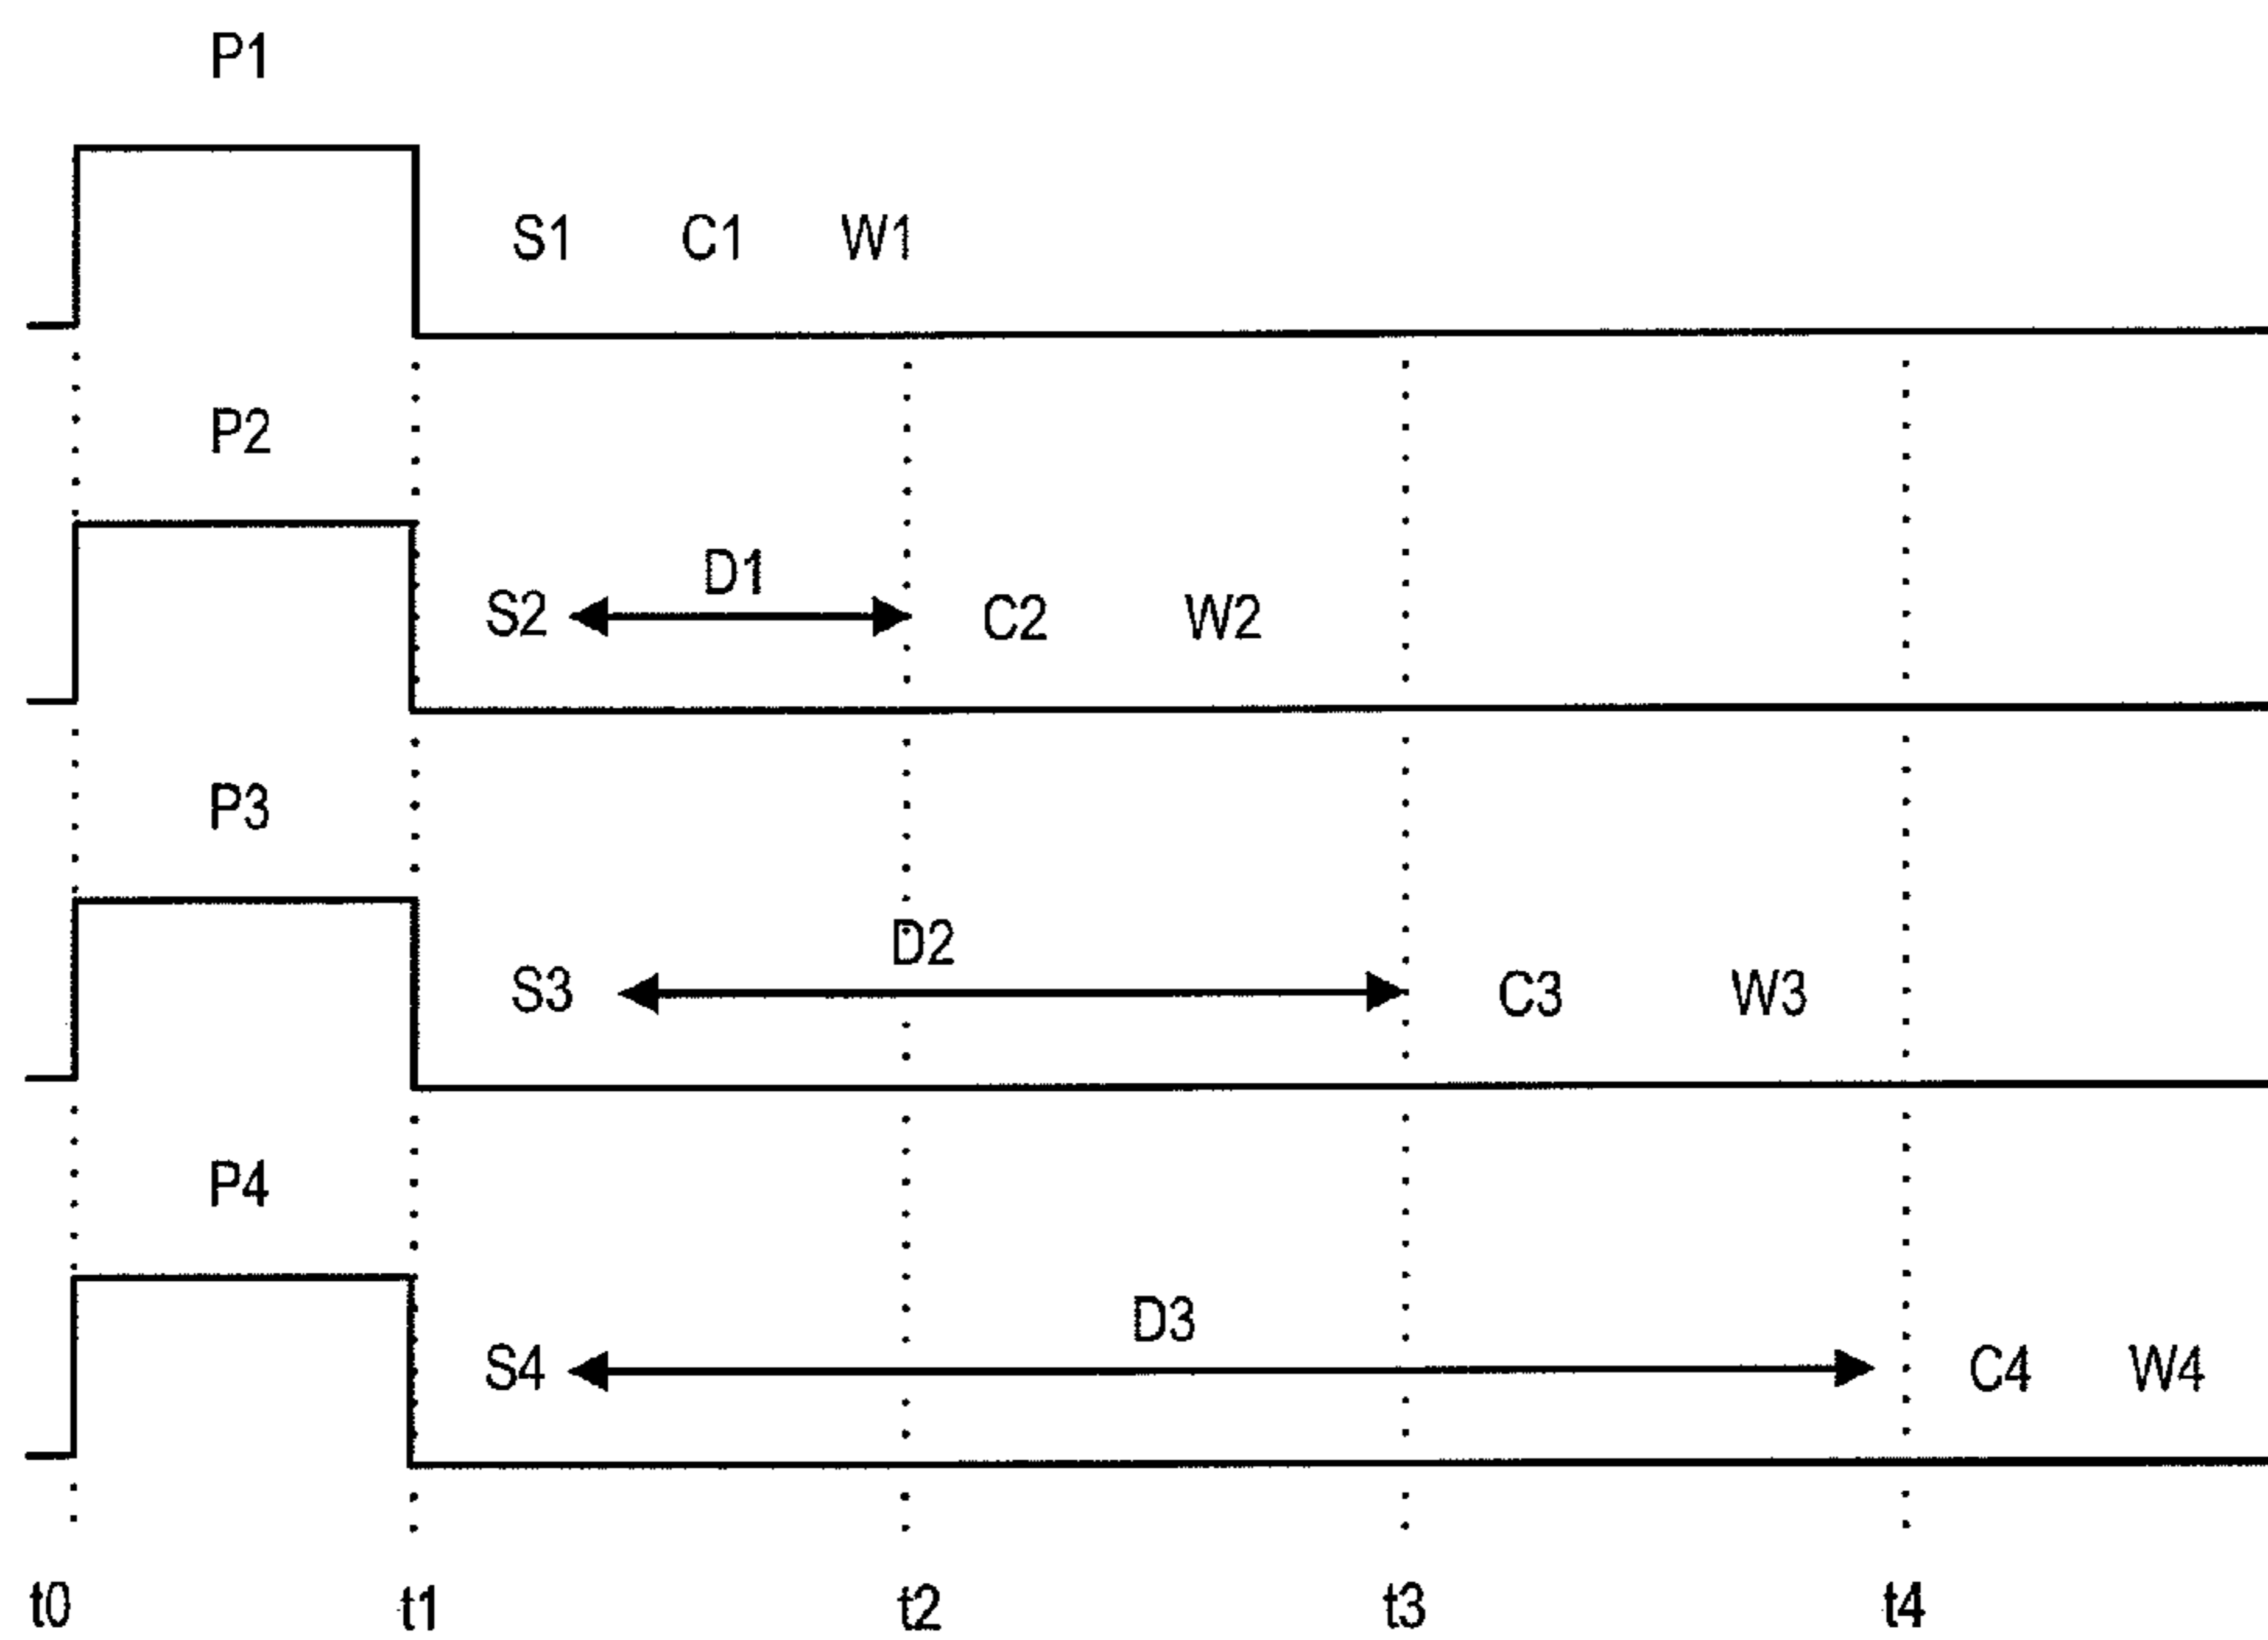 P1
S1 C1 W1
P2
D1
S2 C2 W2
P3
D2
S3 C3 W3
P4
D3
S4 C4 W4
t0 t1 t2 t3 t4